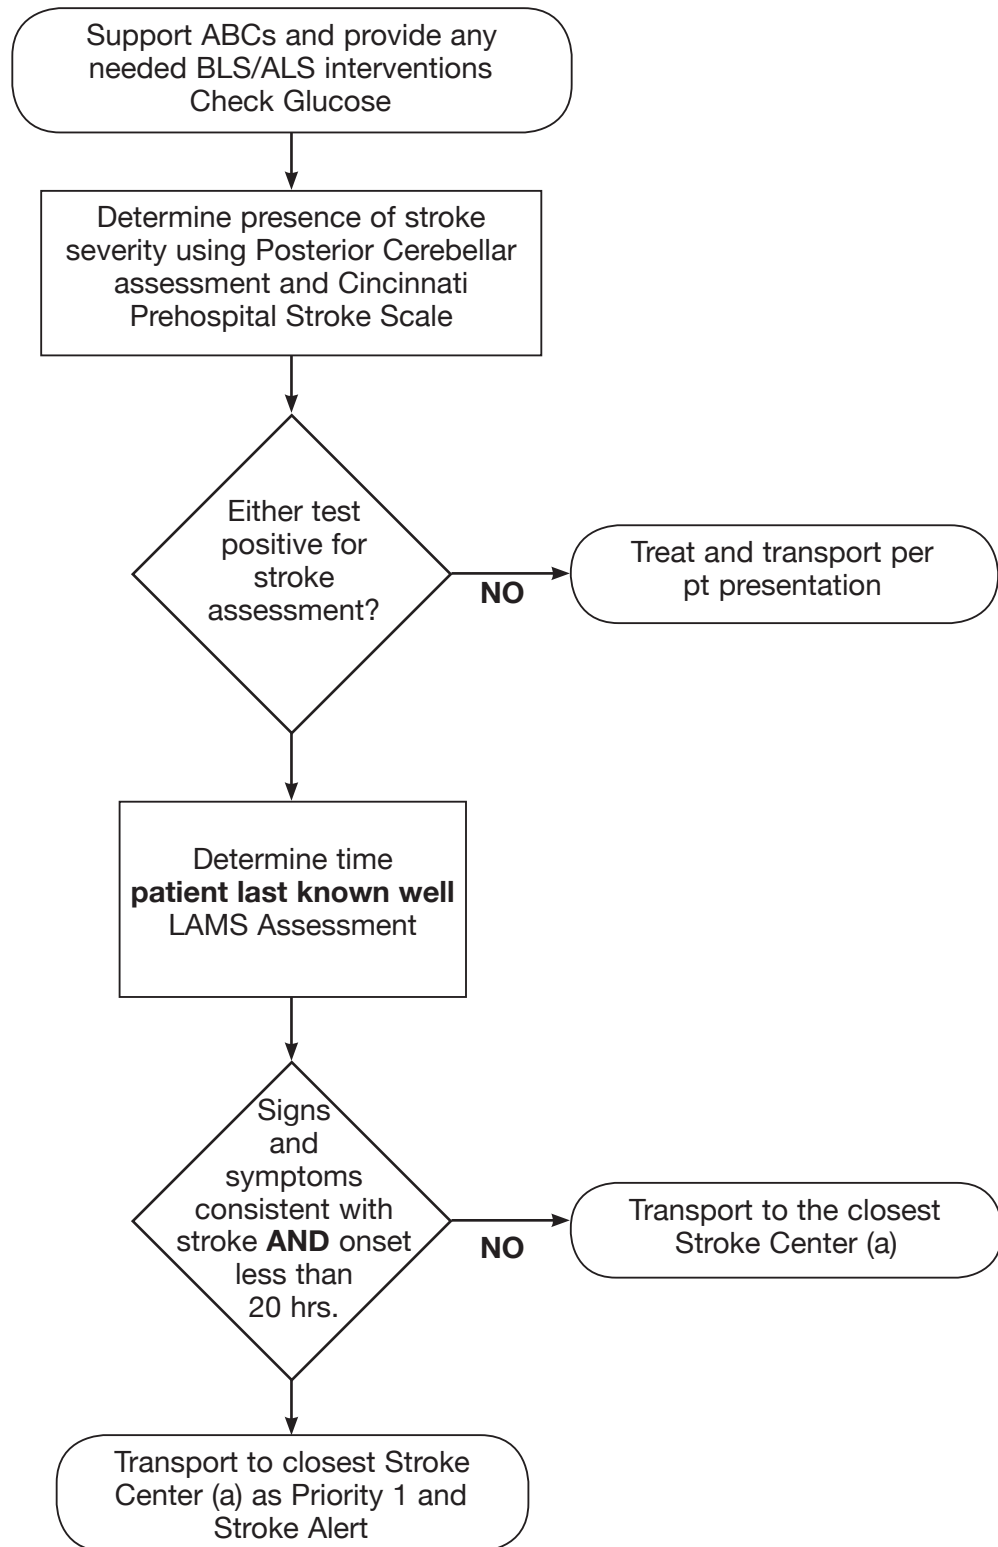 Support ABCs and provide any
needed BLS/ALS interventions
Check Glucose
Determine presence of stroke
severity using Posterior Cerebellar
assessment and Cincinnati
Prehospital Stroke Scale
Either test
positive for
stroke
assessment?
NO
Treat and transport per
pt presentation
Determine time
patient last known well
LAMS Assessment
Signs
and
symptoms
consistent with
stroke AND onset
less than
20 hrs.
NO
Transport to the closest
Stroke Center (a)
Transport to closest Stroke
Center (a) as Priority 1 and
Stroke Alert